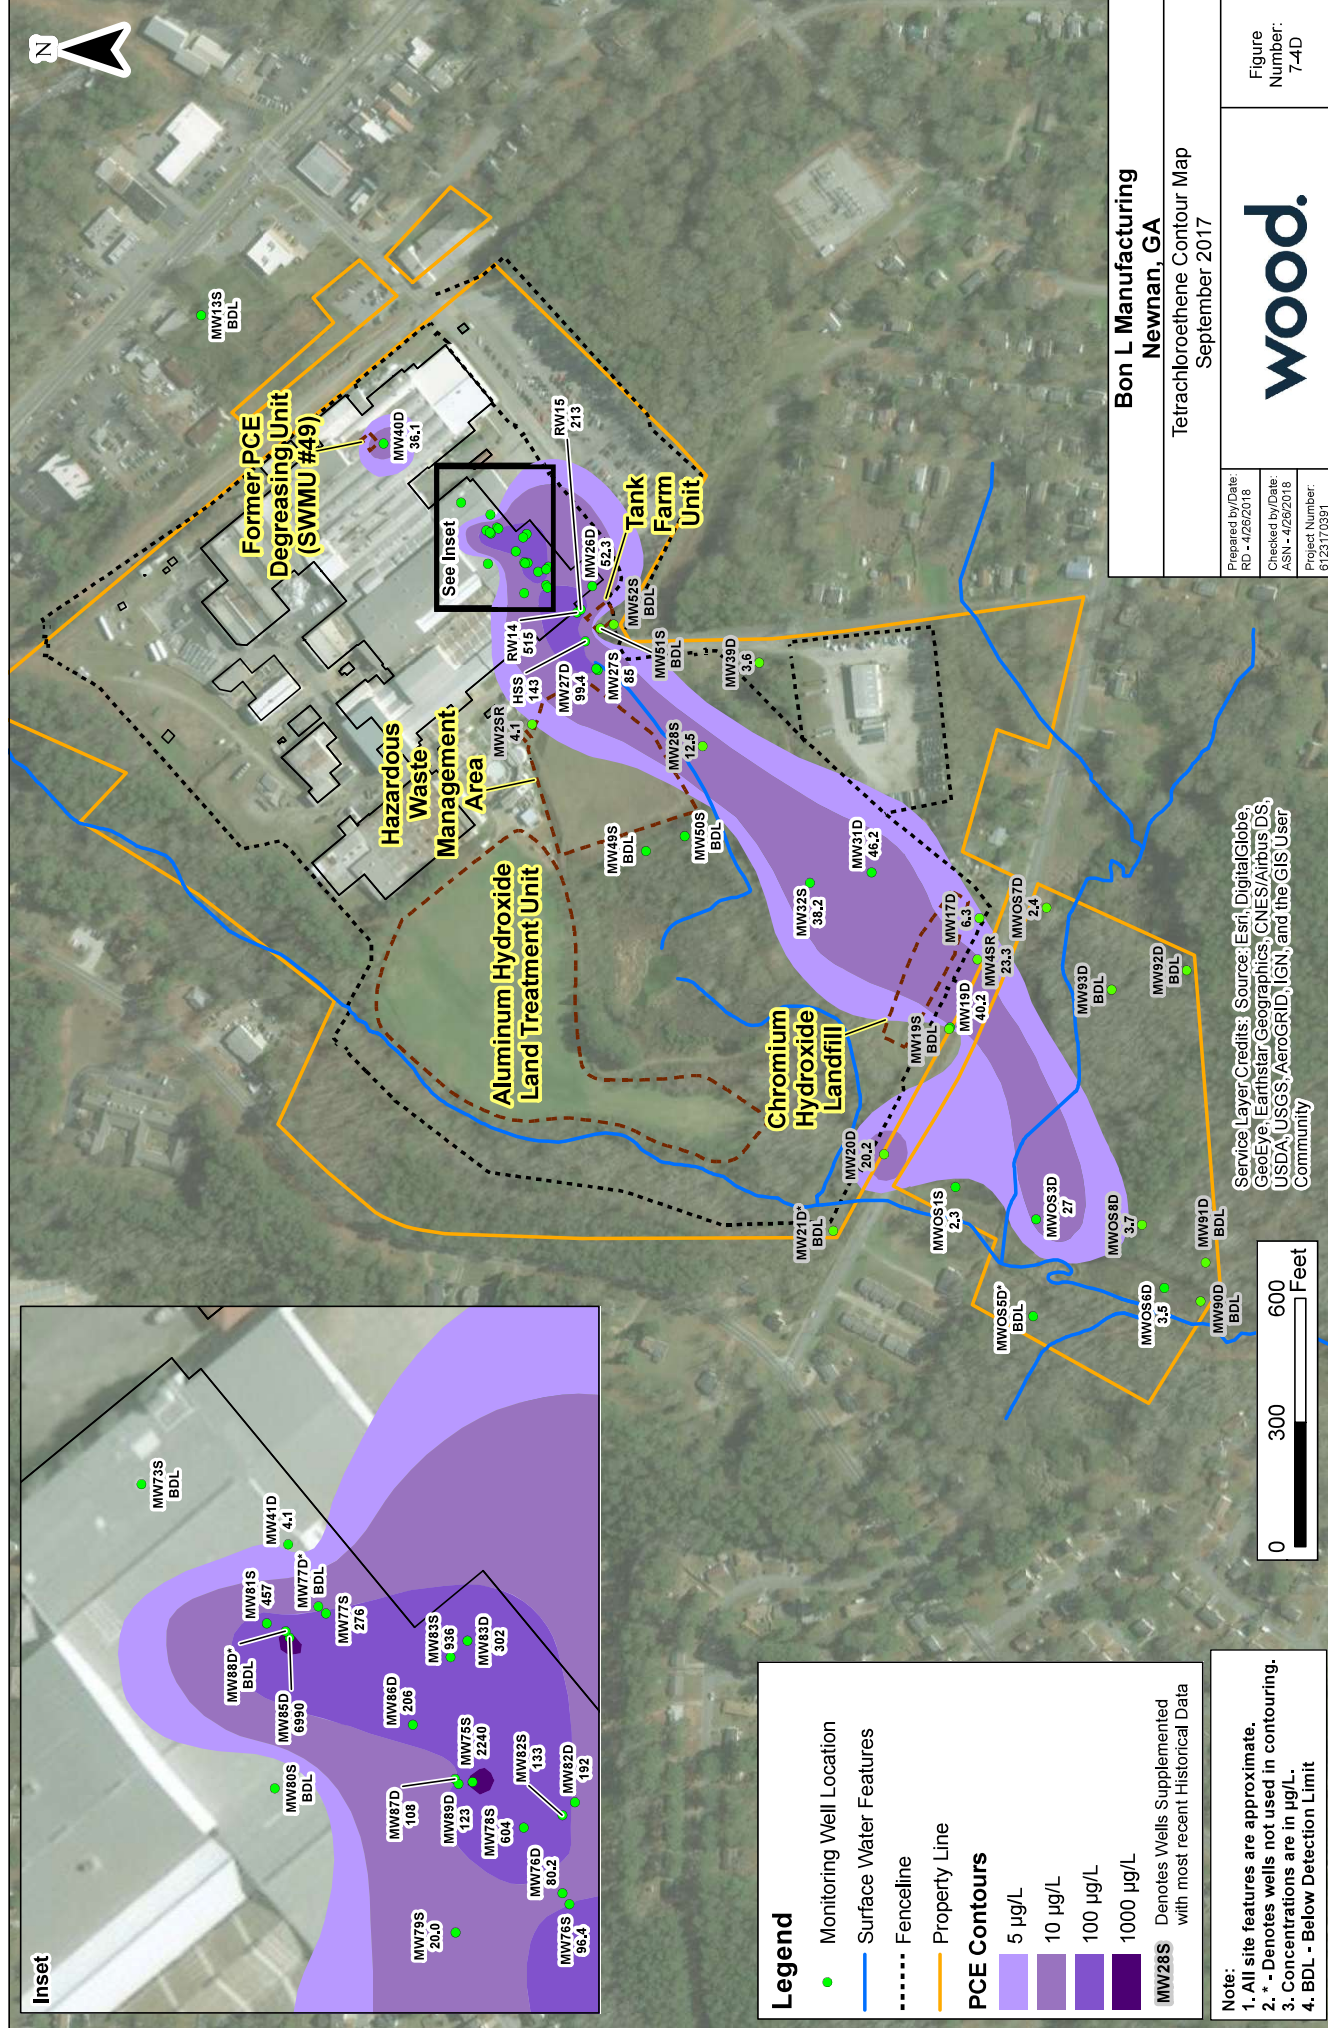 N
MW13S
BDL
Former PCE
Degreasing Unit
(SWMU #49)
MW40D
36.1
See Inset
RW15
213
MW26D
52.3
Tank
Farm
Unit
MW52S
BDL
MW51S
BDL
RW14
515
HSS
143
MW27D
99.4
MW27S
85
MW39D
3.6
MW2SR
4.1
MW28S
12.5
Hazardous
Waste
Management
Area
MW49S
BDL
MW50S
BDL
Aluminum Hydroxide
Land Treatment Unit
MW32S
38.2
MW31D
46.2
MW17D
6.3
MW4SR
23.3
MWOS7D
2.4
MW19S
BDL
MW19D
40.2
Chromium
Hydroxide
Landfill
MW93D
BDL
MW92D
BDL
MW20D
20.2
MW21D*
BDL
MWOS1S
2.3
MWOS3D
27
MWOS8D
3.7
MW91D
BDL
MWOS5D*
BDL
MWOS6D
3.5
MW90D
BDL
Inset
MW73S
BDL
MW41D
4.1
MW81S
457
MW77D*
BDL
MW77S
276
MW88D*
BDL
MW85D
6990
MW83S
936
MW83D
302
MW80S
BDL
MW86D
206
MW87D
108
MW89D
123
MW75S
2240
MW82S
133
MW82D
192
MW78S
604
MW76D
80.2
MW76S
96.4
MW79S
20.0
Legend
Monitoring Well Location
Surface Water Features
Fenceline
Property Line
PCE Contours
5 µg/L
10 µg/L
100 µg/L
1000 µg/L
MW28S Denotes Wells Supplemented
with most recent Historical Data
Note:
1. All site features are approximate.
2. * - Denotes wells not used in contouring.
3. Concentrations are in µg/L.
4. BDL - Below Detection Limit
0 300 600
Feet
Service Layer Credits: Source: Esri, DigitalGlobe,
GeoEye, Earthstar Geographics, CNES/Airbus DS,
USDA, USGS, AeroGRID, IGN, and the GIS User
Community
Bon L Manufacturing
Newnan, GA
Tetrachloroethene Contour Map
September 2017
Prepared by/Date:
RD - 4/26/2018
Checked by/Date:
ASN - 4/26/2018
Project Number:
6123170391
wood.
Figure
Number:
7-4D